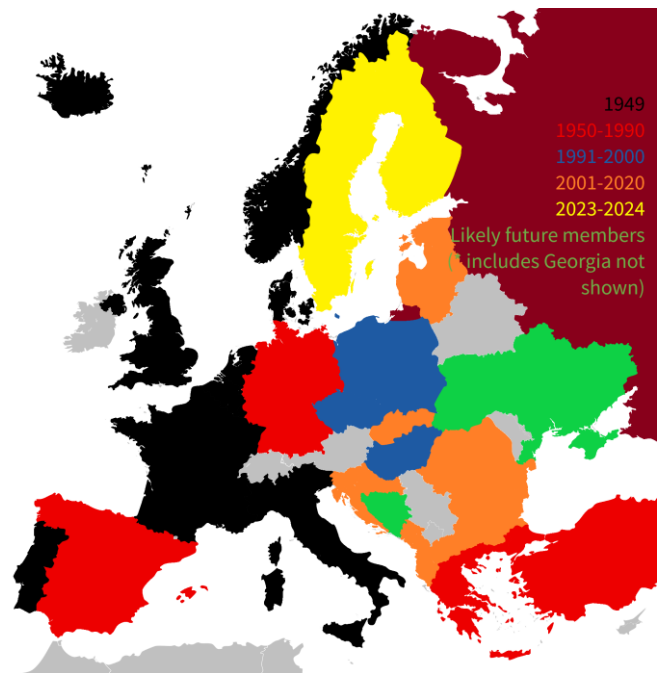 1949
1950-1990
1991-2000
2001-2020
2023-2024
Likely future members
(* includes Georgia not
shown)